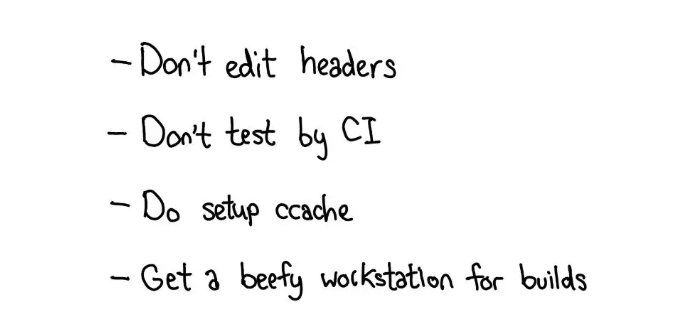 - Don't edit headers
- Don't test by CI
- Do setup ccache
- Get a beefy workstation for builds